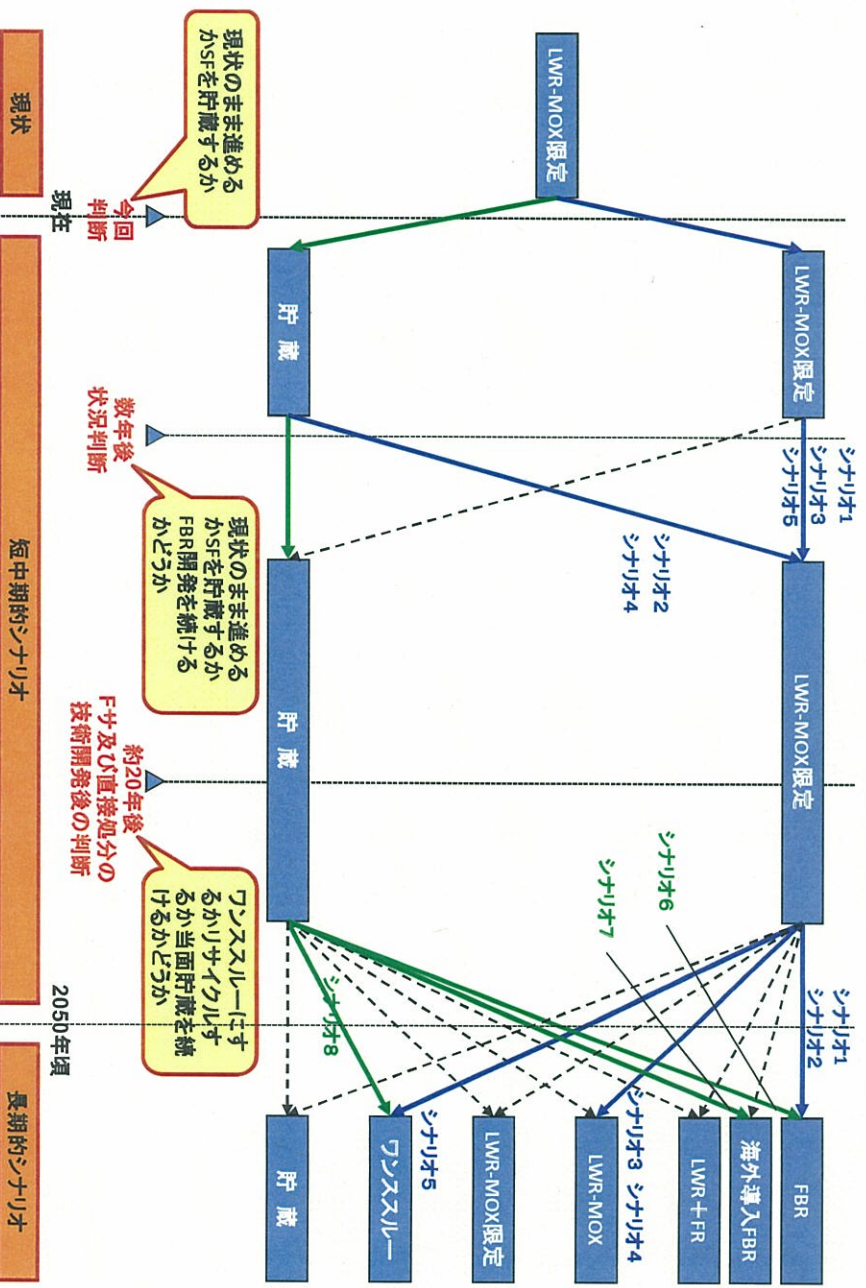 現状
短中期的シナリオ
長期的シナリオ
現在
2050年頃
今回
判断
数年後
状況判断
約20年後
Fサ及び直接処分の
技術開発後の判断
現状のまま進める
かSFを貯蔵するか
現状のまま進める
かSFを貯蔵するか
FBR開発を続ける
かどうか
ワンススルーにす
るかリサイクルす
るか当面貯蔵を続
けるかどうか
LWR-MOX限定
LWR-MOX限定
貯 蔵
シナリオ1
シナリオ3
シナリオ5
シナリオ2
シナリオ4
LWR-MOX限定
貯 蔵
シナリオ6
シナリオ7
シナリオ1
シナリオ2
シナリオ3 シナリオ4
シナリオ5
シナリオ8
FBR
海外導入FBR
LWR+FR
LWR-MOX
LWR-MOX限定
ワンススルー
貯 蔵